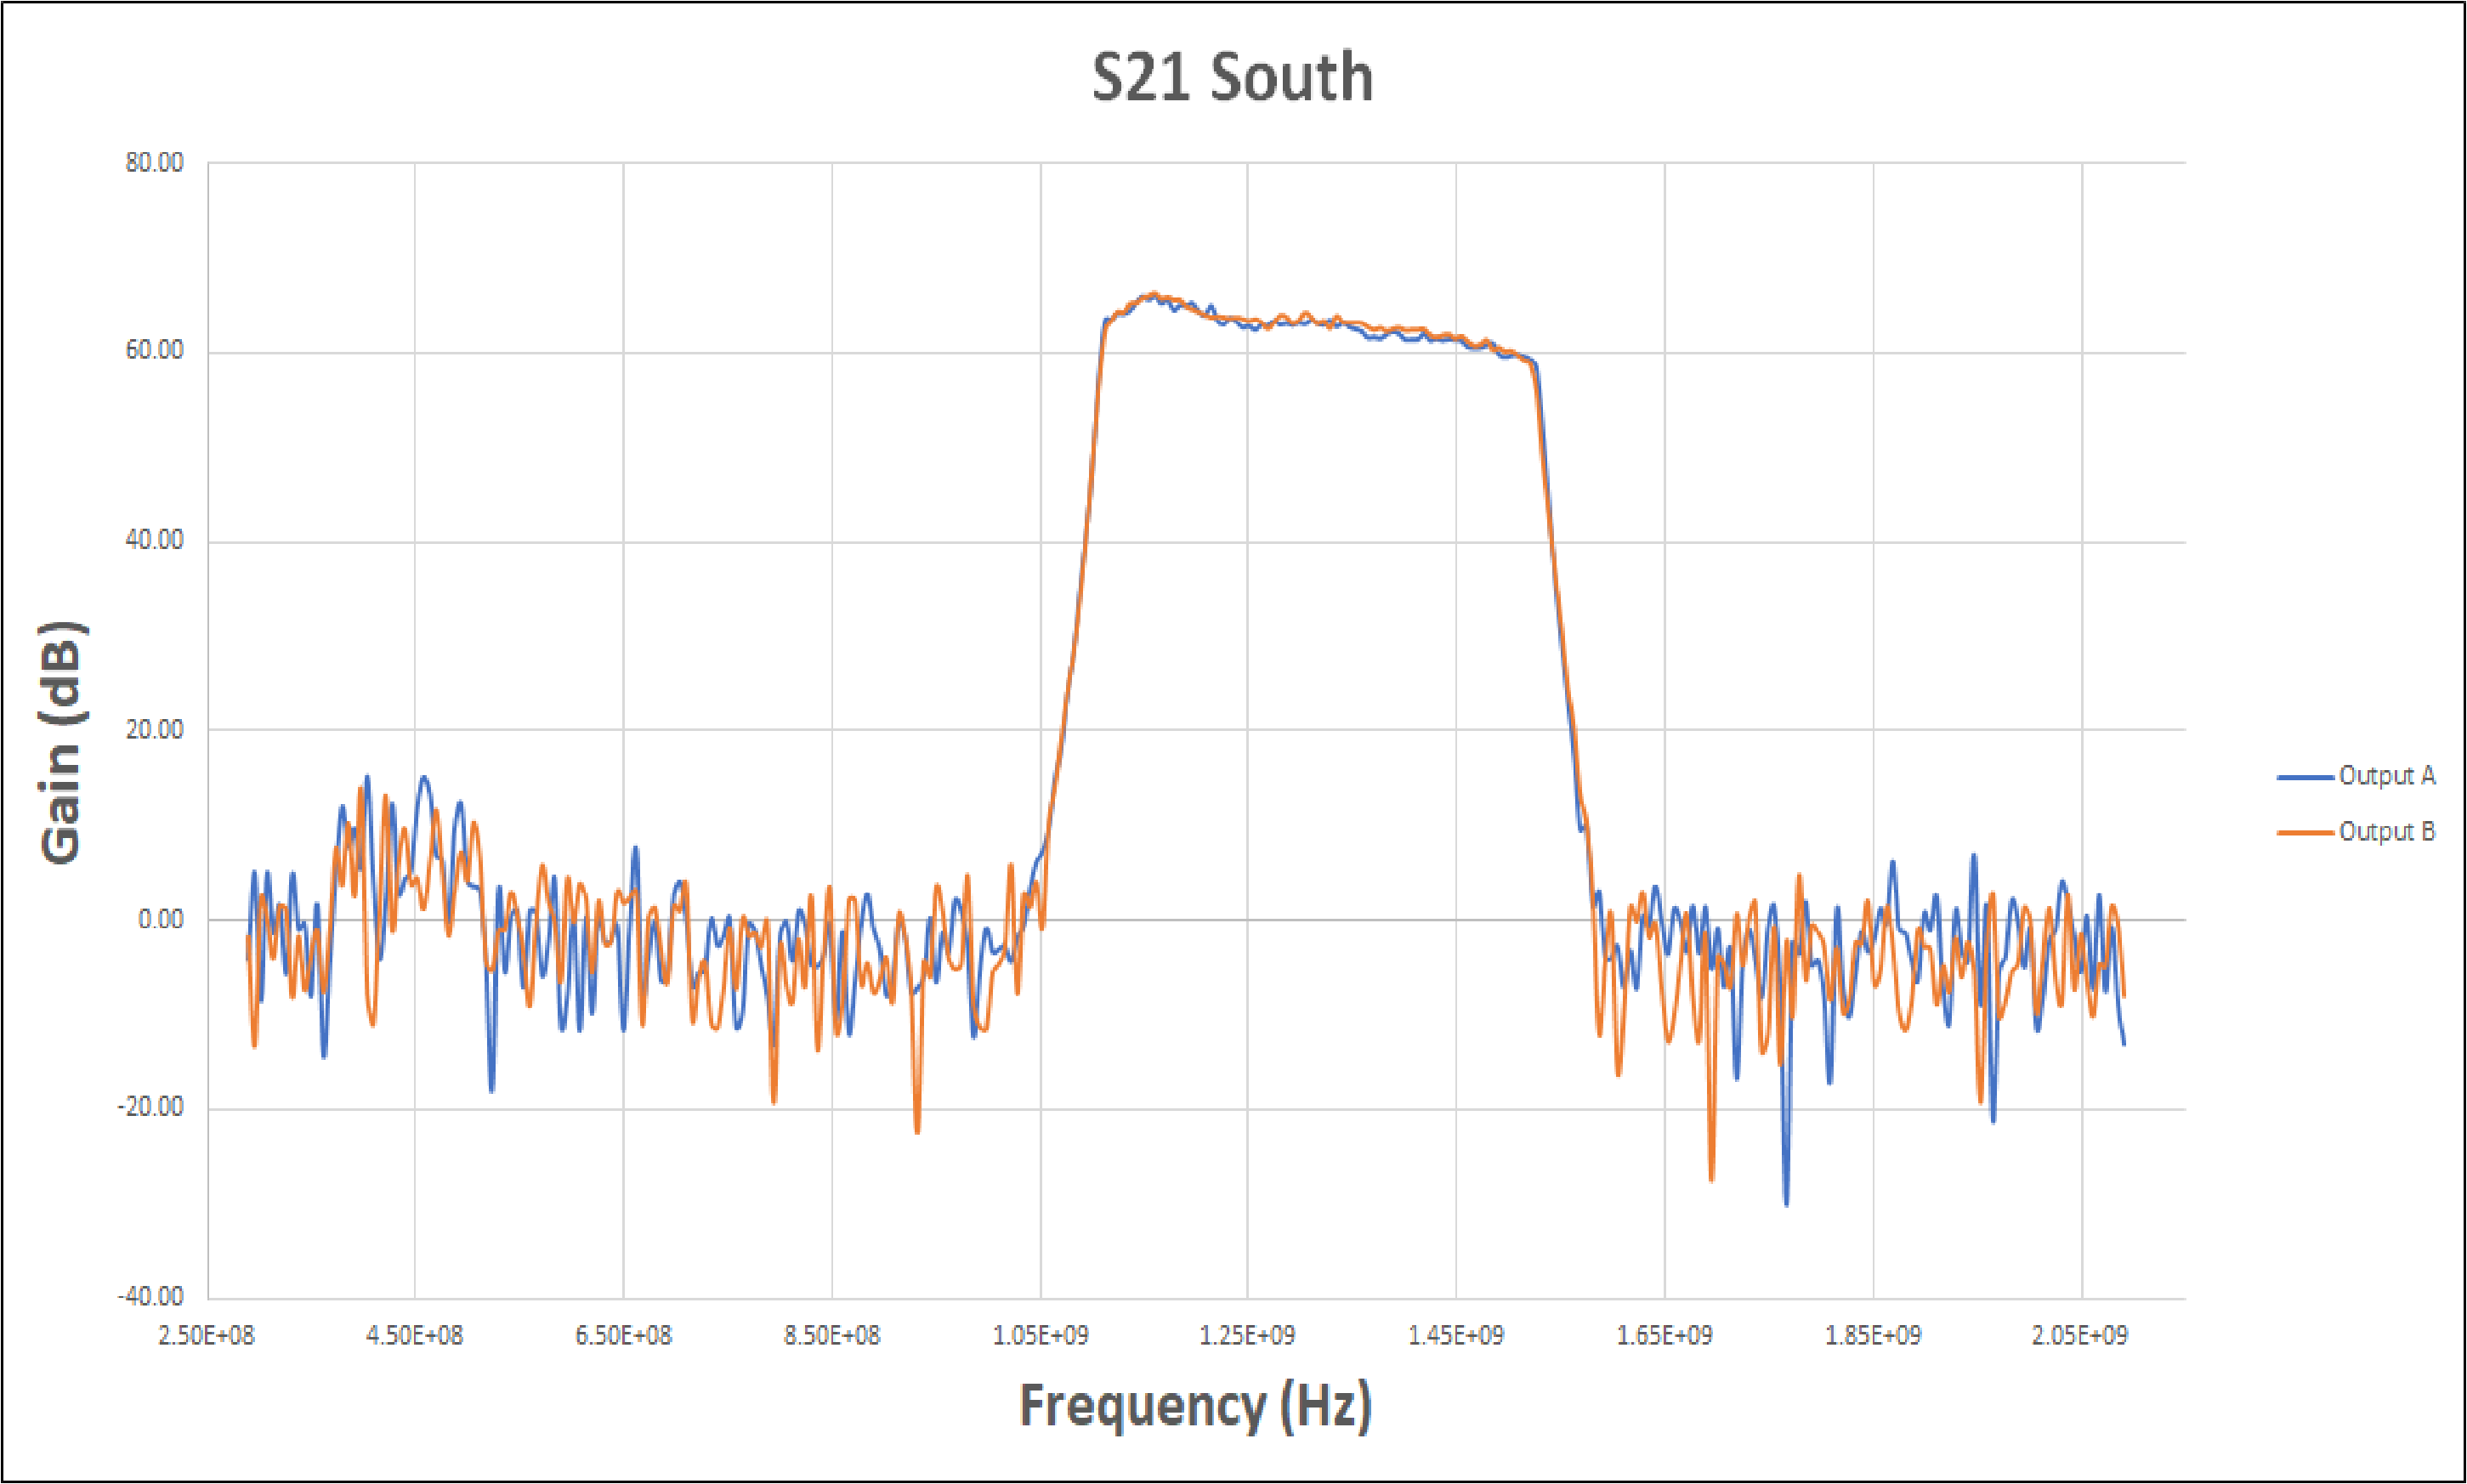 S21 South
80.00
60.00
40.00
20.00
0.00
-20.00
-40.00
Gain (dB)
2.50E+08 4.50E+08 6.50E+08 8.50E+08 1.05E+09 1.25E+09 1.45E+09 1.65E+09 1.85E+09 2.05E+09
Frequency (Hz)
Output A
Output B